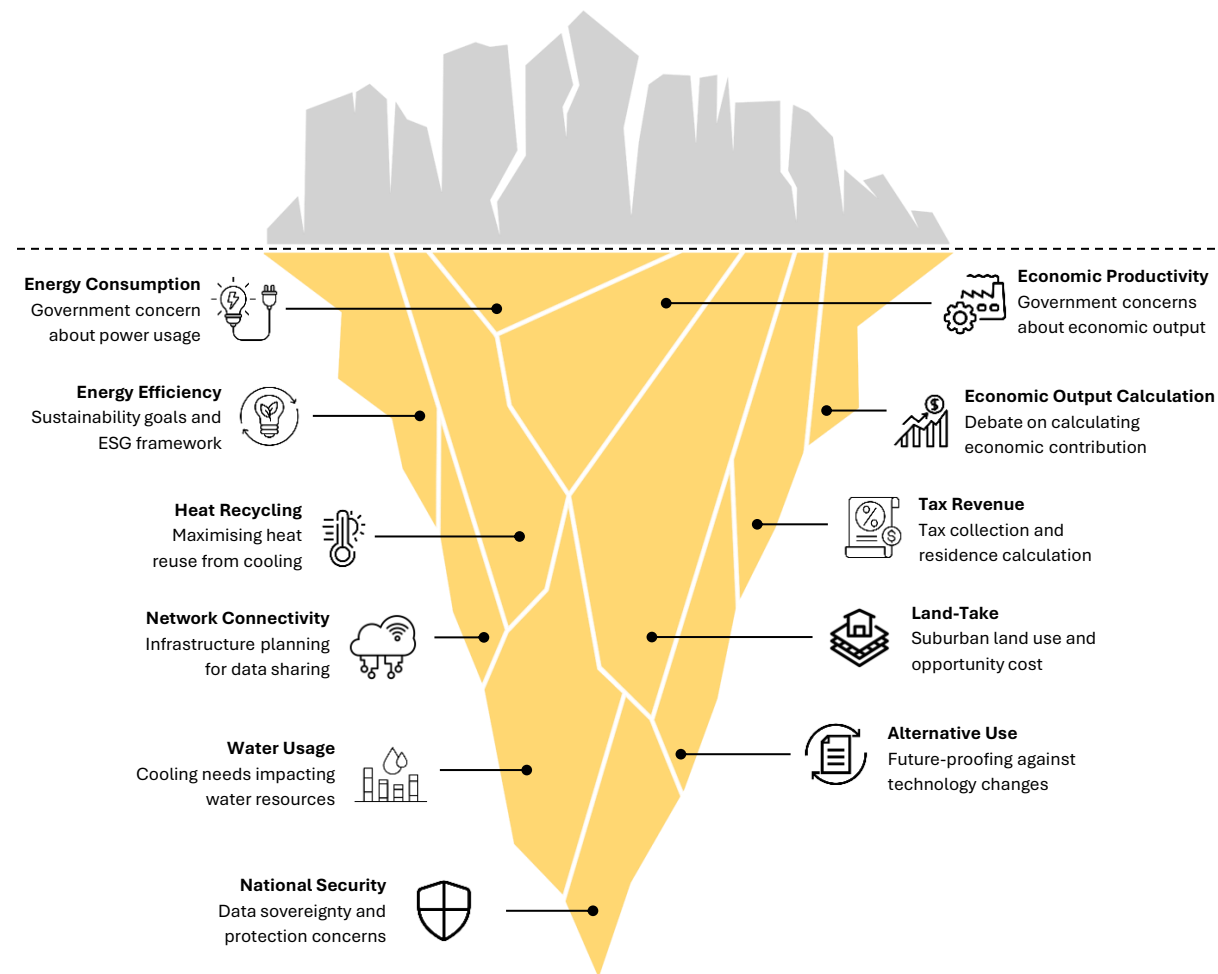 Energy Consumption
Government concern
about power usage
Economic Productivity
Government concerns
about economic output
Energy Efficiency
Sustainability goals and
ESG framework
Economic Output Calculation
Debate on calculating
economic contribution
Heat Recycling
Maximising heat
reuse from cooling
Tax Revenue
Tax collection and
residence calculation
Network Connectivity
Infrastructure planning
for data sharing
Land-Take
Suburban land use and
opportunity cost
Water Usage
Cooling needs impacting
water resources
Alternative Use
Future-proofing against
technology changes
National Security
Data sovereignty and
protection concerns